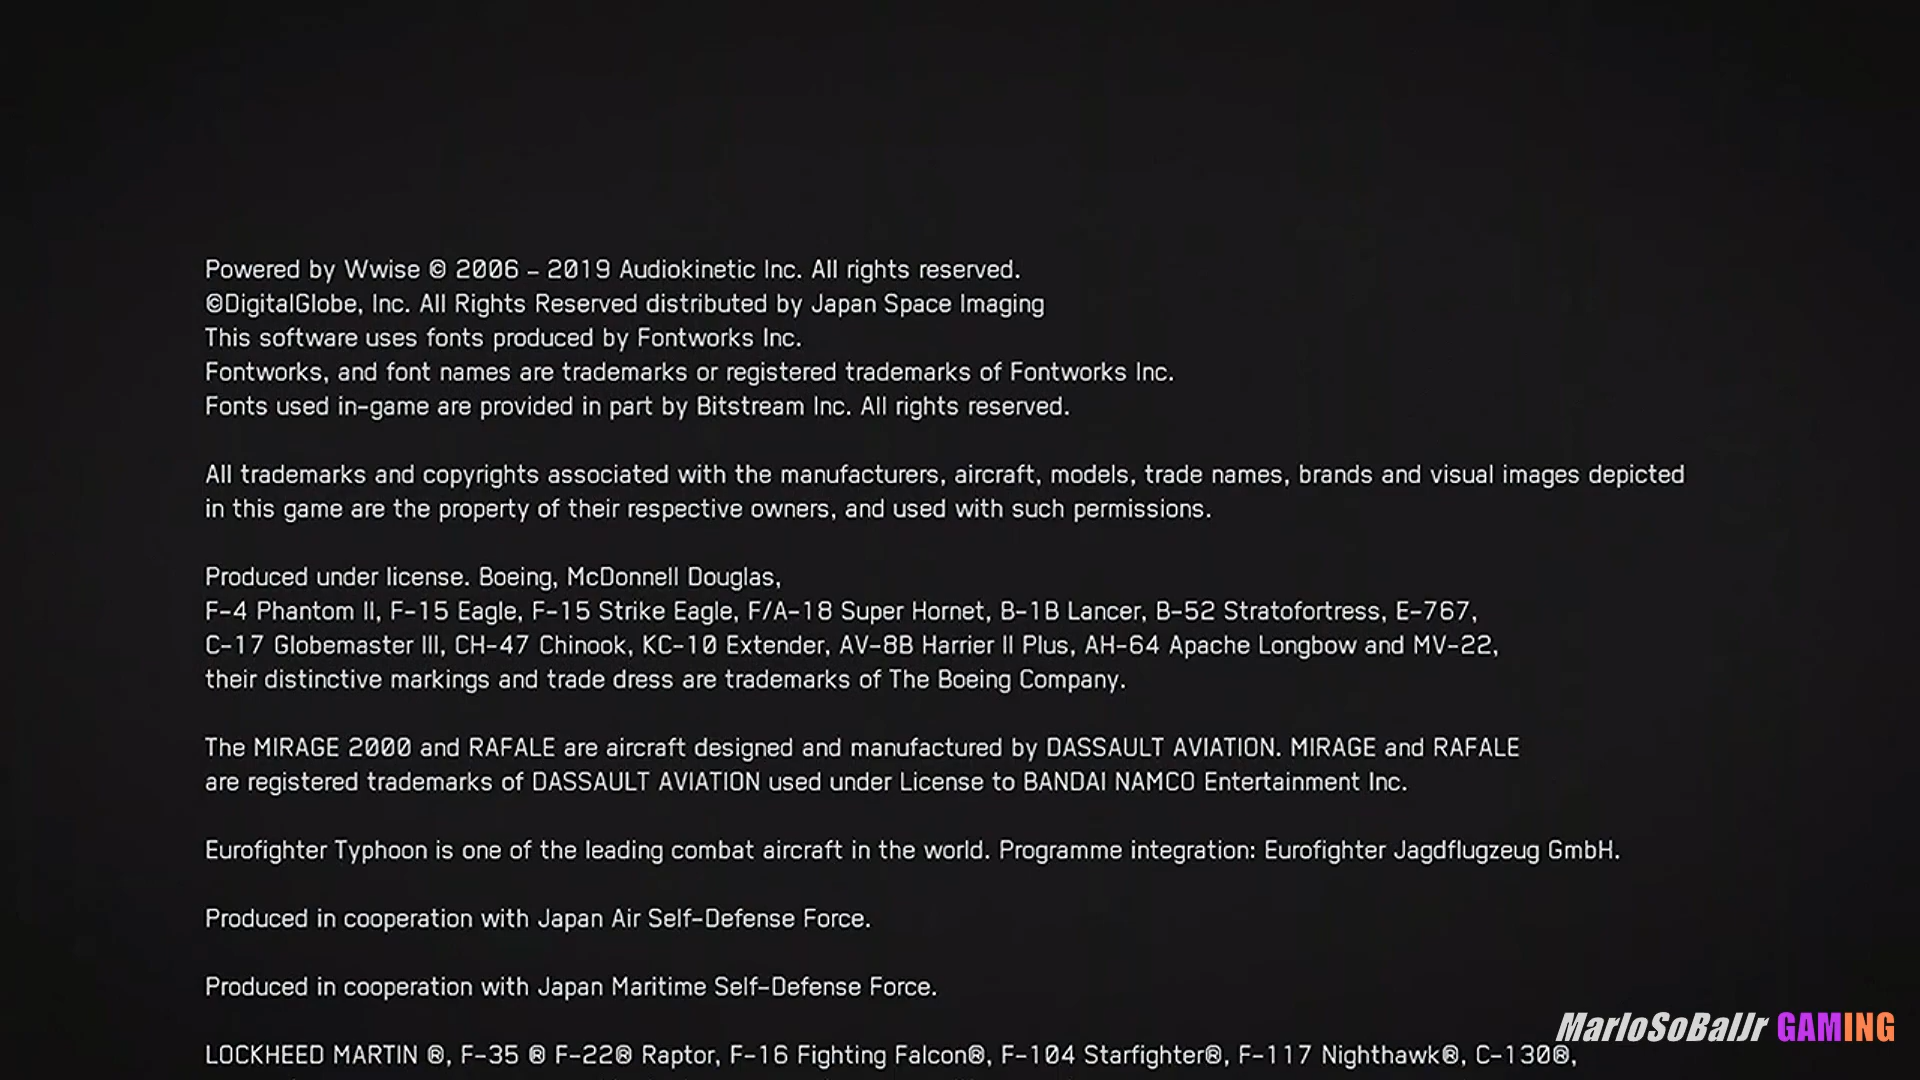 Powered by Wwise © 2006 – 2019 Audiokinetic Inc. All rights reserved.
©DigitalGlobe, Inc. All Rights Reserved distributed by Japan Space Imaging
This software uses fonts produced by Fontworks Inc.
Fontworks, and font names are trademarks or registered trademarks of Fontworks Inc.
Fonts used in-game are provided in part by Bitstream Inc. All rights reserved.
All trademarks and copyrights associated with the manufacturers, aircraft, models, trade names, brands and visual images depicted
in this game are the property of their respective owners, and used with such permissions.
Produced under license. Boeing, McDonnell Douglas,
F-4 Phantom II, F-15 Eagle, F-15 Strike Eagle, F/A-18 Super Hornet, B-1B Lancer, B-52 Stratofortress, E-767,
C-17 Globemaster III, CH-47 Chinook, KC-10 Extender, AV-8B Harrier II Plus, AH-64 Apache Longbow and MV-22,
their distinctive markings and trade dress are trademarks of The Boeing Company.
The MIRAGE 2000 and RAFALE are aircraft designed and manufactured by DASSAULT AVIATION. MIRAGE and RAFALE
are registered trademarks of DASSAULT AVIATION used under License to BANDAI NAMCO Entertainment Inc.
Eurofighter Typhoon is one of the leading combat aircraft in the world. Programme integration: Eurofighter Jagdflugzeug GmbH.
Produced in cooperation with Japan Air Self-Defense Force.
Produced in cooperation with Japan Maritime Self-Defense Force.
MarloSoBalJr GAMING
LOCKHEED MARTIN ®, F-35 ® F-22® Raptor, F-16 Fighting Falcon®, F-104 Starfighter®, F-117 Nighthawk®, C-130®,